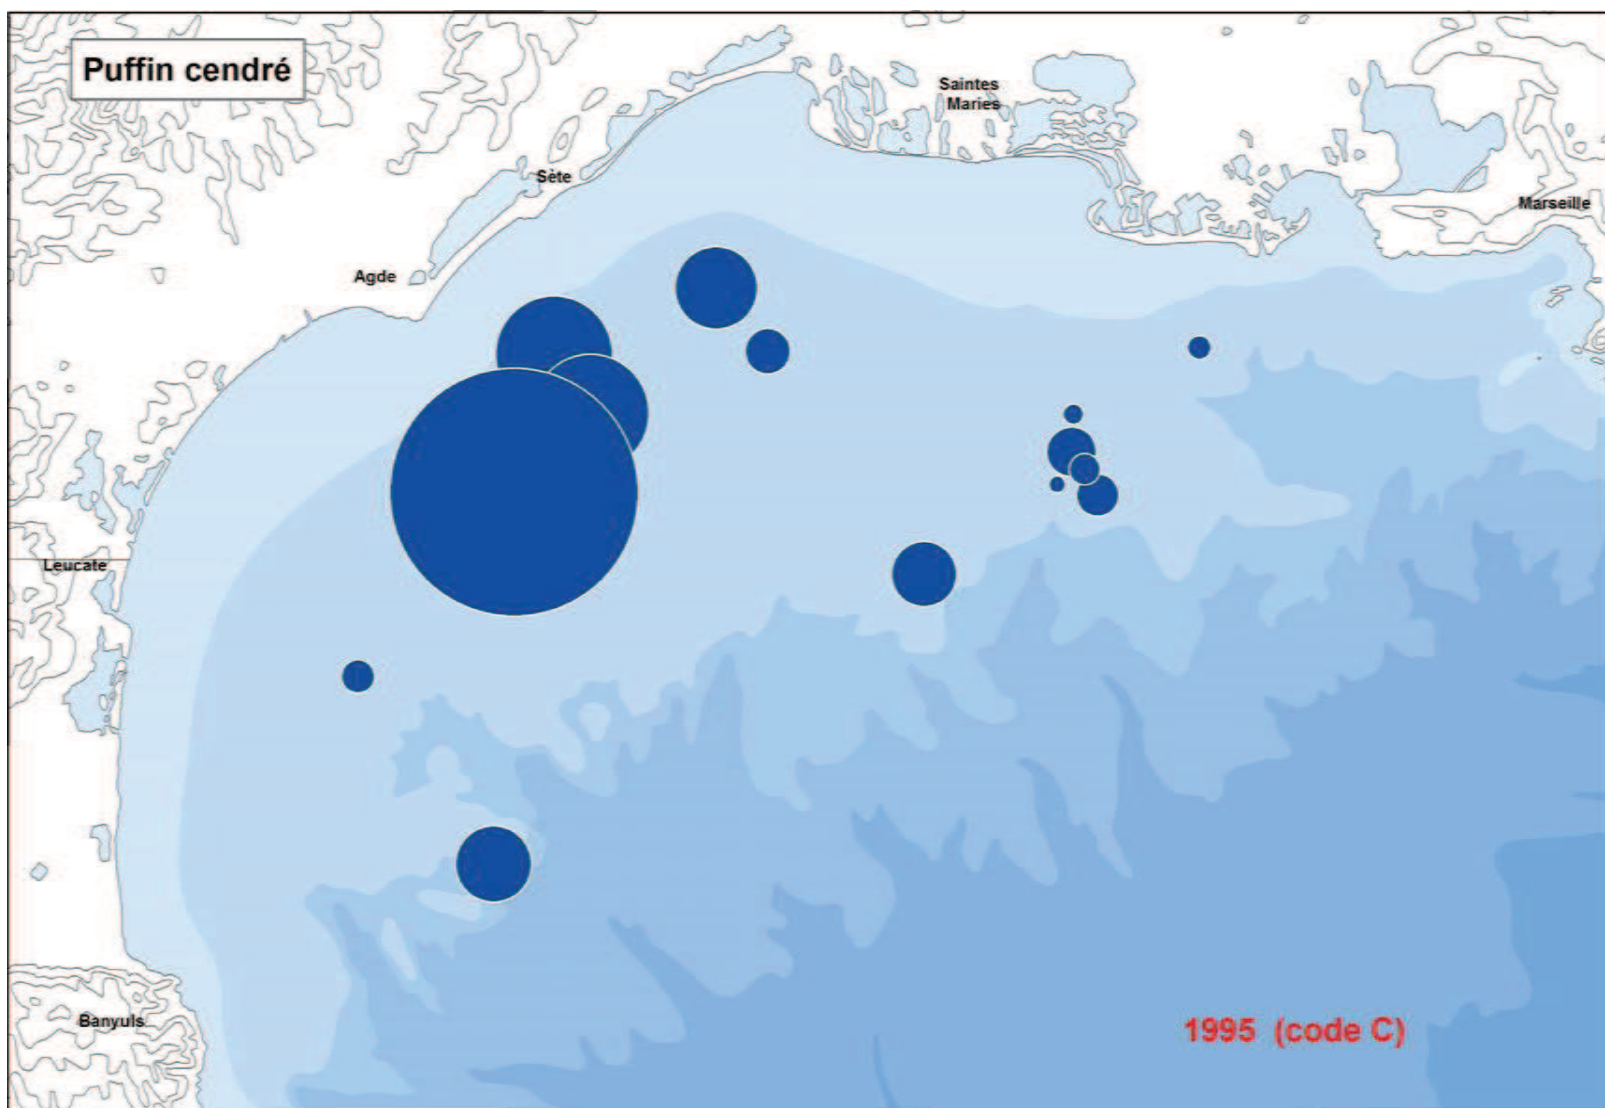 Puffin cendré
Saintes
Maries
Sète
Marseille
Agde
Leucate
Banyuls
1995 (code C)